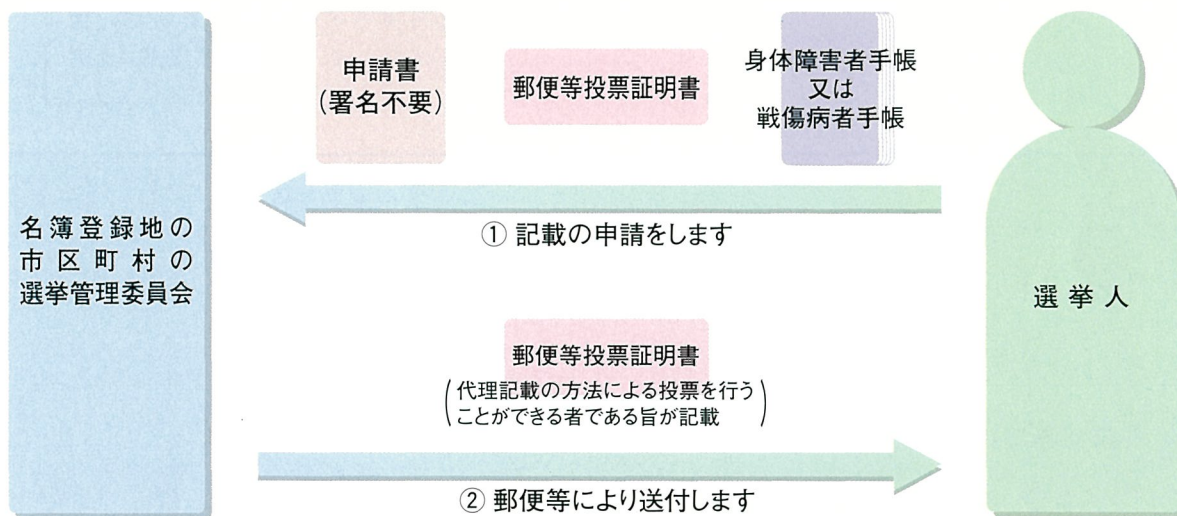 申請書
（署名不要）
郵便等投票証明書
身体障害者手帳
又は
戦傷病者手帳
① 記載の申請をします
名簿登録地の
市区町村の
選挙管理委員会
選挙人
郵便等投票証明書
（代理記載の方法による投票を行う
ことができる者である旨が記載）
② 郵便等により送付します